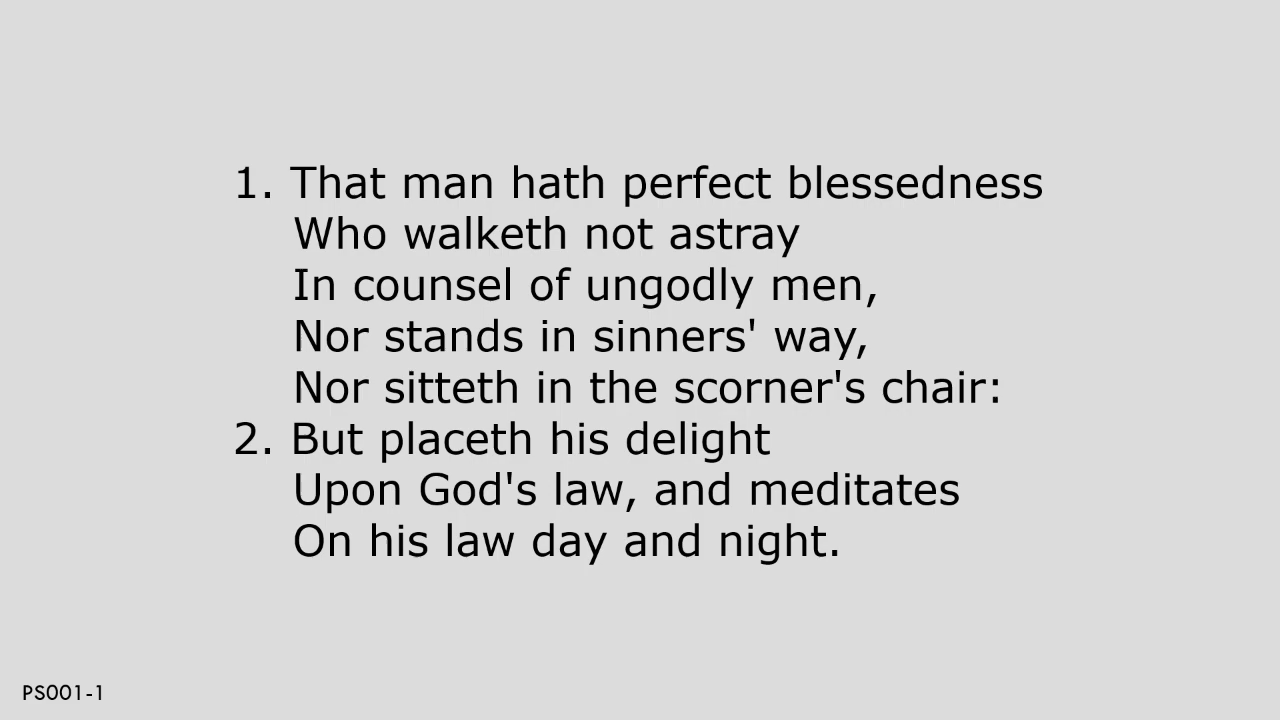 1. That man hath perfect blessedness
Who walketh not astray
In counsel of ungodly men,
Nor stands in sinners' way,
Nor sitteth in the scorner's chair:
2. But placeth his delight
Upon God's law, and meditates
On his law day and night.
PS001-1